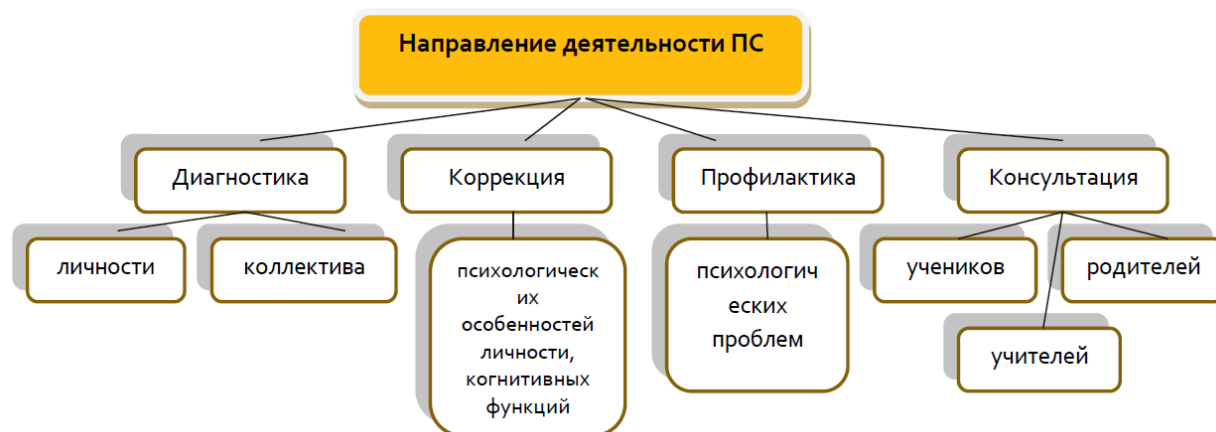 Направление деятельности ПС
Диагностика
Коррекция
Профилактика
Консультация
личности
коллектива
психологическ
их
особенностей
личности,
когнитивных
функций
психологич
еских
проблем
учеников
родителей
учителей